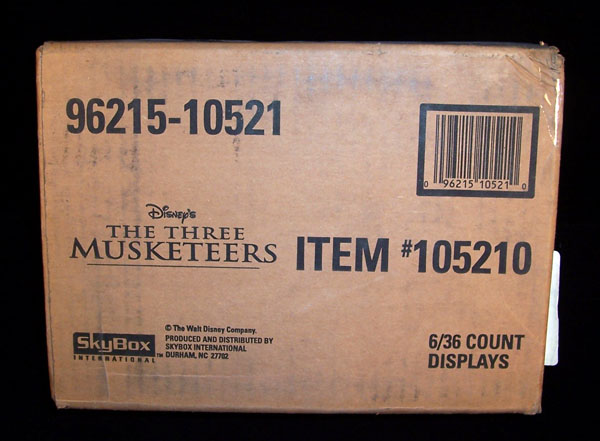 96215-10521
0 96215 10521 0
Disney's
THE THREE
MUSKETEERS
ITEM #105210
SkyBox
INTERNATIONAL™
© The Walt Disney Company.
PRODUCED AND DISTRIBUTED BY
SKYBOX INTERNATIONAL
DURHAM, NC 27702
6/36 COUNT
DISPLAYS